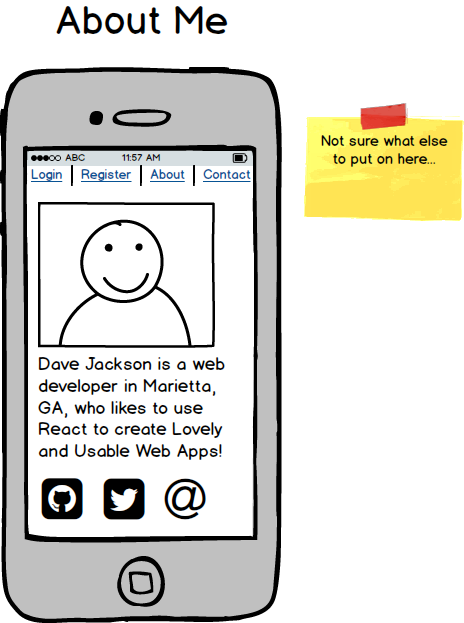 About Me
Not sure what else
to put on here...
ABC 11:57 AM
Login Register About Contact
Dave Jackson is a web
developer in Marietta,
GA, who likes to use
React to create Lovely
and Usable Web Apps!
@